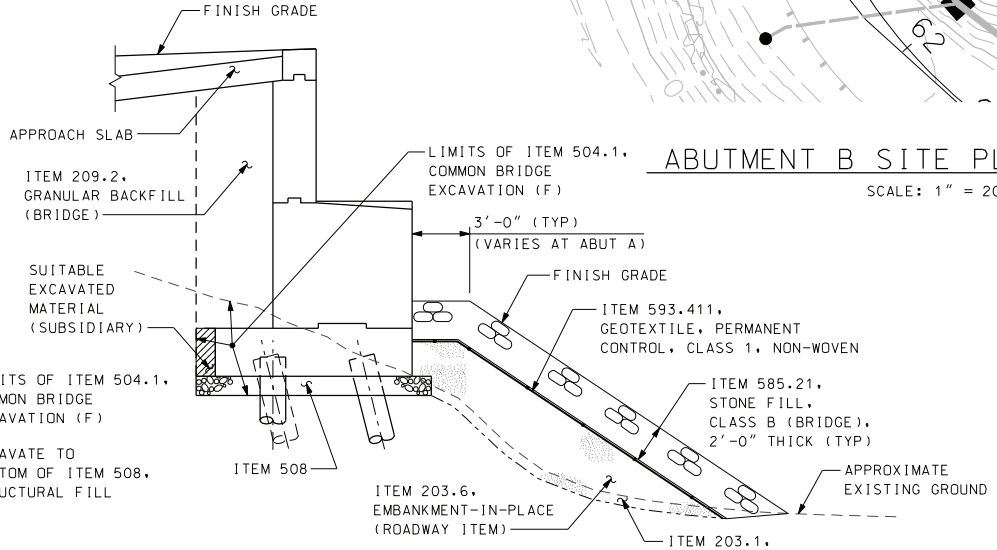 FINISH GRADE
62
APPROACH SLAB
LIMITS OF ITEM 504.1,
COMMON BRIDGE
EXCAVATION (F)
ABUTMENT B SITE
SCALE: 1" = 20
ITEM 209.2,
GRANULAR BACKFILL
(BRIDGE)
3'-0" (TYP)
(VARIES AT ABUT A)
SUITABLE
EXCAVATED
MATERIAL
(SUBSIDIARY)
FINISH GRADE
ITEM 593.411,
GEOTEXTILE, PERMANENT
CONTROL, CLASS 1, NON-WOVEN
ITS OF ITEM 504.1,
MON BRIDGE
AVATION (F)
AVATE TO
TOM OF ITEM 508,
UCTURAL FILL
ITEM 585.21,
STONE FILL,
CLASS B (BRIDGE),
2'-0" THICK (TYP)
ITEM 508
APPROXIMATE
EXISTING GROUND
ITEM 203.6,
EMBANKMENT-IN-PLACE
(ROADWAY ITEM)
ITEM 203.1,